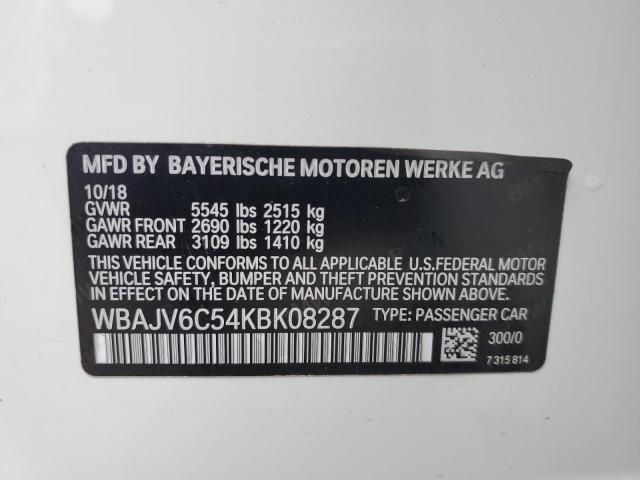 MFD BY BAYERISCHE MOTOREN WERKE AG
10/18
GVWR 5545 lbs 2515 kg
GAWR FRONT 2690 lbs 1220 kg
GAWR REAR 3109 lbs 1410 kg
THIS VEHICLE CONFORMS TO ALL APPLICABLE U.S.FEDERAL MOTOR
VEHICLE SAFETY, BUMPER AND THEFT PREVENTION STANDARDS
IN EFFECT ON THE DATE OF MANUFACTURE SHOWN ABOVE.
WBAJV6C54KBK08287 TYPE: PASSENGER CAR
300/0
7 315 814